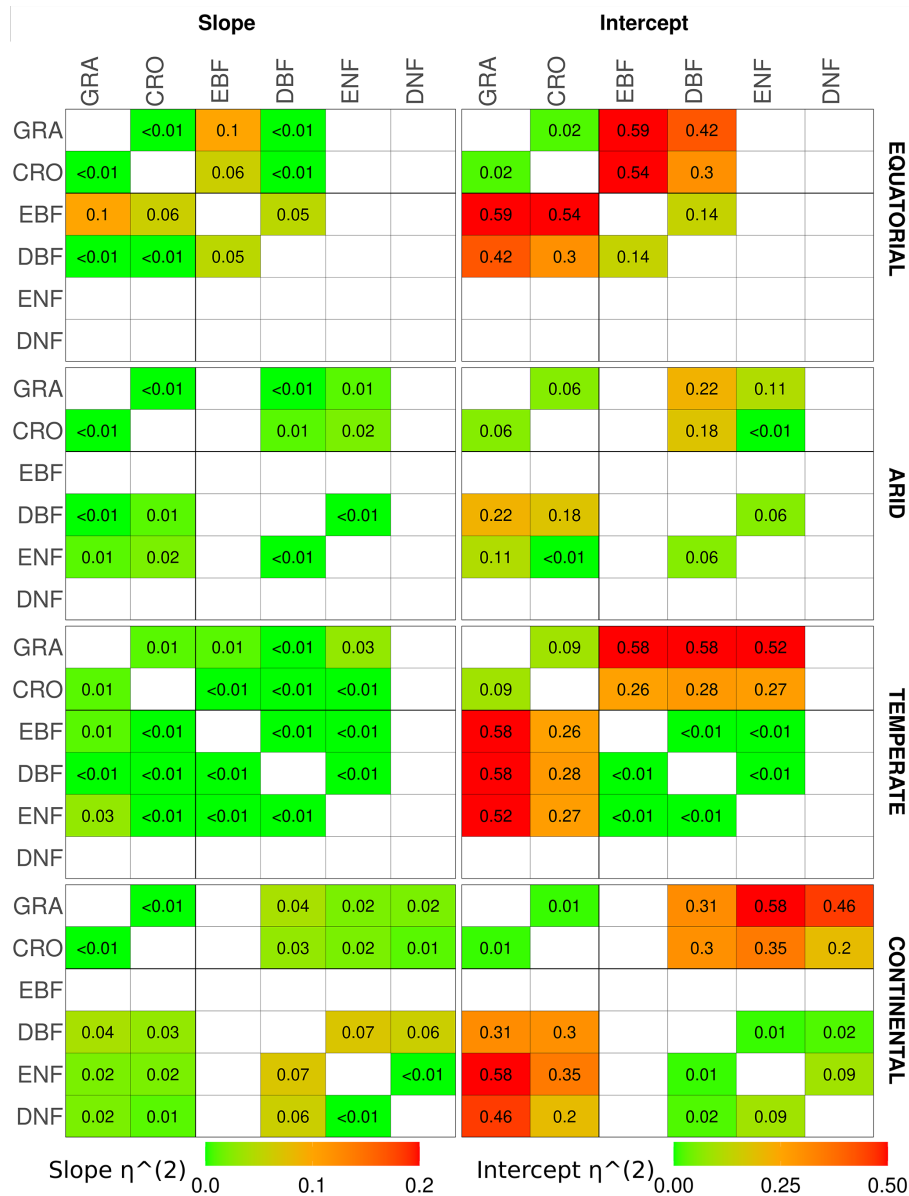 Slope Intercept
GRA CRO EBF DBF ENF DNF GRA CRO EBF DBF ENF DNF
EQUATORIAL
GRA <0.01 0.1 <0.01 0.02 0.59 0.42
CRO <0.01 0.06 <0.01 0.02 0.54 0.3
EBF 0.1 0.06 0.05 0.59 0.54 0.14
DBF <0.01 <0.01 0.05 0.42 0.3 0.14
ENF
DNF
ARID
GRA <0.01 <0.01 0.01 0.06 0.22 0.11
CRO <0.01 0.01 0.02 0.06 0.18 <0.01
EBF
DBF <0.01 0.01 <0.01 0.22 0.18 0.06
ENF 0.01 0.02 <0.01 0.11 <0.01 0.06
DNF
TEMPERATE
GRA 0.01 0.01 <0.01 0.03 0.09 0.58 0.58 0.52
CRO 0.01 <0.01 <0.01 <0.01 0.09 0.26 0.28 0.27
EBF 0.01 <0.01 <0.01 <0.01 0.58 0.26 <0.01 <0.01
DBF <0.01 <0.01 <0.01 <0.01 0.58 0.28 <0.01 <0.01
ENF 0.03 <0.01 <0.01 <0.01 0.52 0.27 <0.01 <0.01
DNF
CONTINENTAL
GRA <0.01 0.04 0.02 0.02 0.01 0.31 0.58 0.46
CRO <0.01 0.03 0.02 0.01 0.01 0.3 0.35 0.2
EBF
DBF 0.04 0.03 0.07 0.06 0.31 0.3 0.01 0.02
ENF 0.02 0.02 0.07 <0.01 0.58 0.35 0.01 0.09
DNF 0.02 0.01 0.06 <0.01 0.46 0.2 0.02 0.09
Slope η^(2) Intercept η^(2)
0.0 0.1 0.2 0.00 0.25 0.50